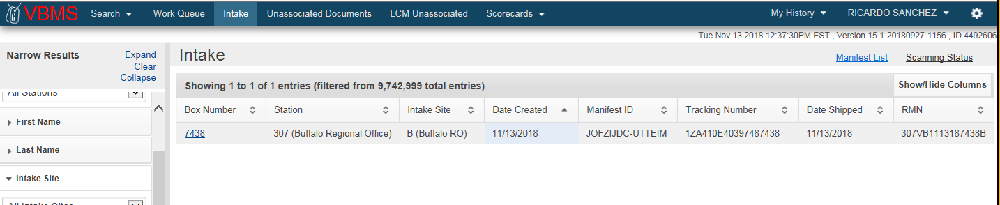 VBMS Search Work Queue Intake Unassociated Documents LCM Unassociated Scorecards My History RICARDO SANCHEZ
Tue Nov 13 2018 12:37:30PM EST , Version 15.1-20180927-1156 , ID 4492606
Narrow Results
Expand
Clear
Collapse
All Stations
First Name
Last Name
Intake Site
All Intake Sites
Intake
Manifest List Scanning Status
Showing 1 to 1 of 1 entries (filtered from 9,742,999 total entries)
Show/Hide Columns
Box Number Station Intake Site Date Created Manifest ID Tracking Number Date Shipped RMN
7438 307 (Buffalo Regional Office) B (Buffalo RO) 11/13/2018 JOFZIJDC-UTTEIM 1ZA410E40397487438 11/13/2018 307VB1113187438B